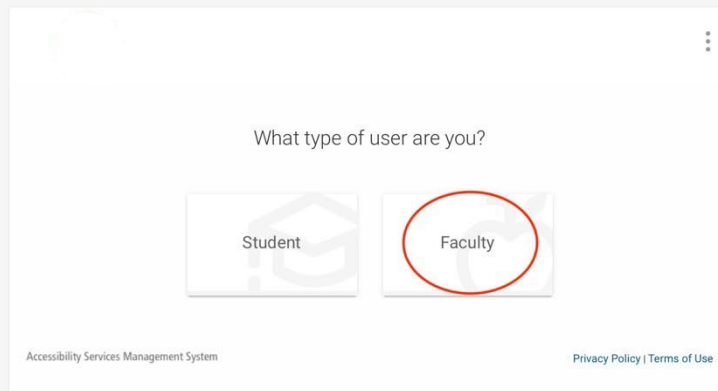 What type of user are you?
Student
Faculty
Accessibility Services Management System
Privacy Policy | Terms of Use